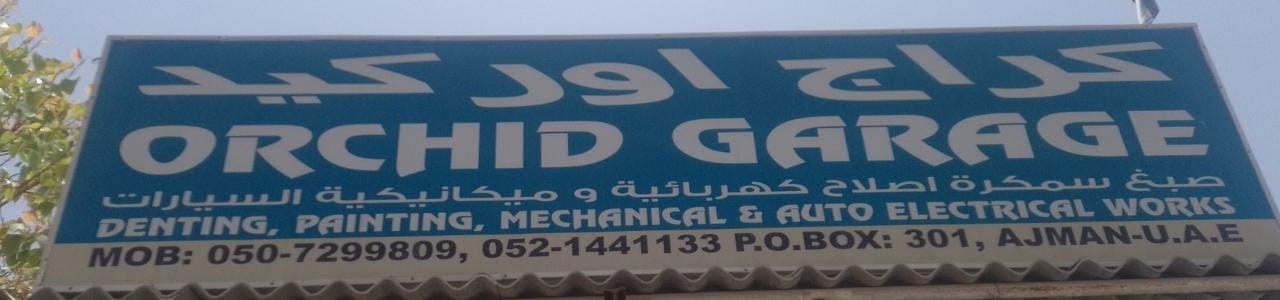 كراج اوركيد
ORCHID GARAGE
صبغ سمكرة اصلاح كهربائية و ميكانيكية السيارات
DENTING, PAINTING, MECHANICAL & AUTO ELECTRICAL WORKS
MOB: 050-7299809, 052-1441133 P.O.BOX: 301, AJMAN-U.A.E